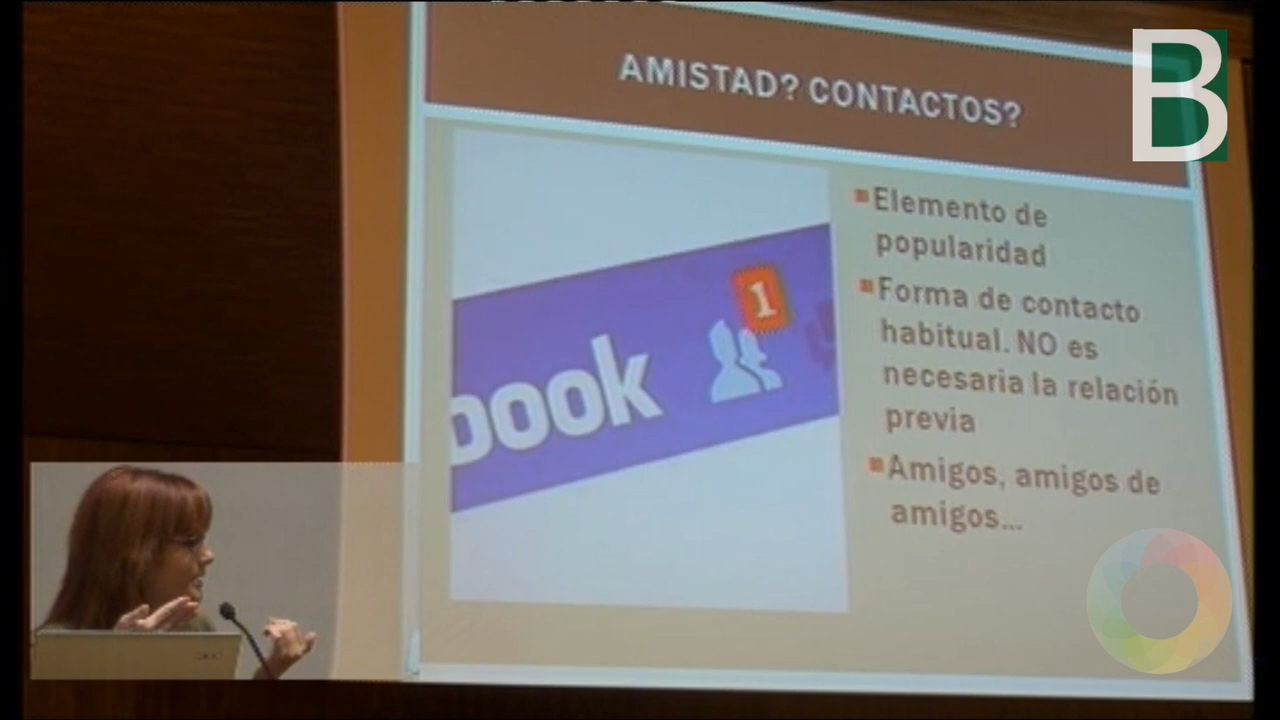 AMISTAD? CONTACTOS?
B
Elemento de
popularidad
Forma de contacto
habitual. NO es
necesaria la relación
previa
Amigos, amigos de
amigos...
1
book